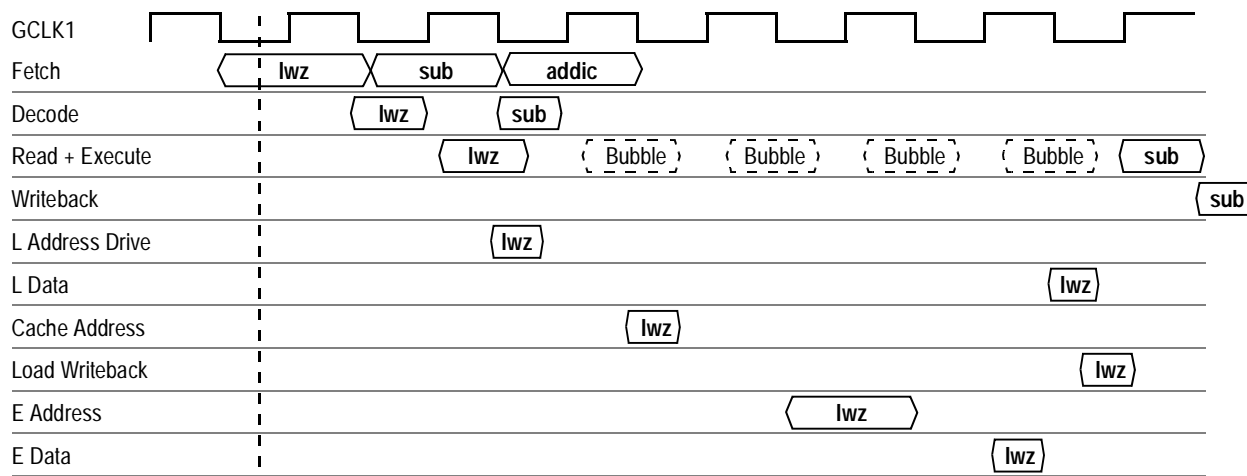 GCLK1
Fetch lwz sub addic
Decode lwz sub
Read + Execute lwz Bubble Bubble Bubble Bubble sub
Writeback sub
L Address Drive lwz
L Data lwz
Cache Address lwz
Load Writeback lwz
E Address lwz
E Data lwz